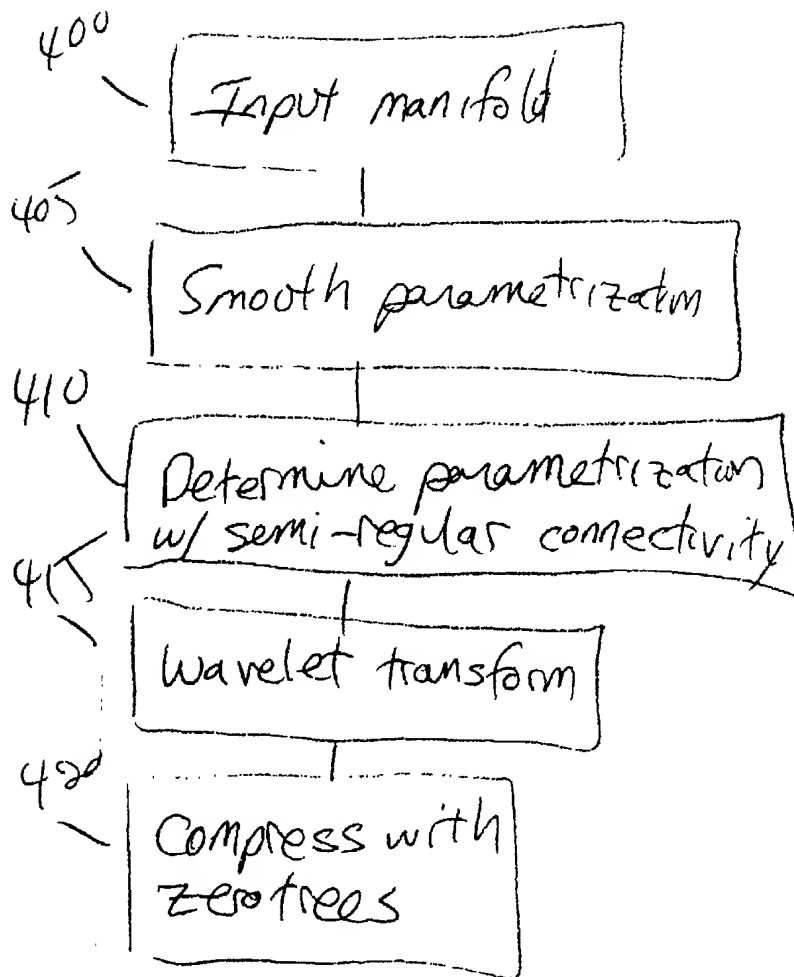 400
Input manifold
405
Smooth parametrization
410
Determine parametrization
w/ semi-regular connectivity
415
Wavelet transform
420
Compress with
zerotrees